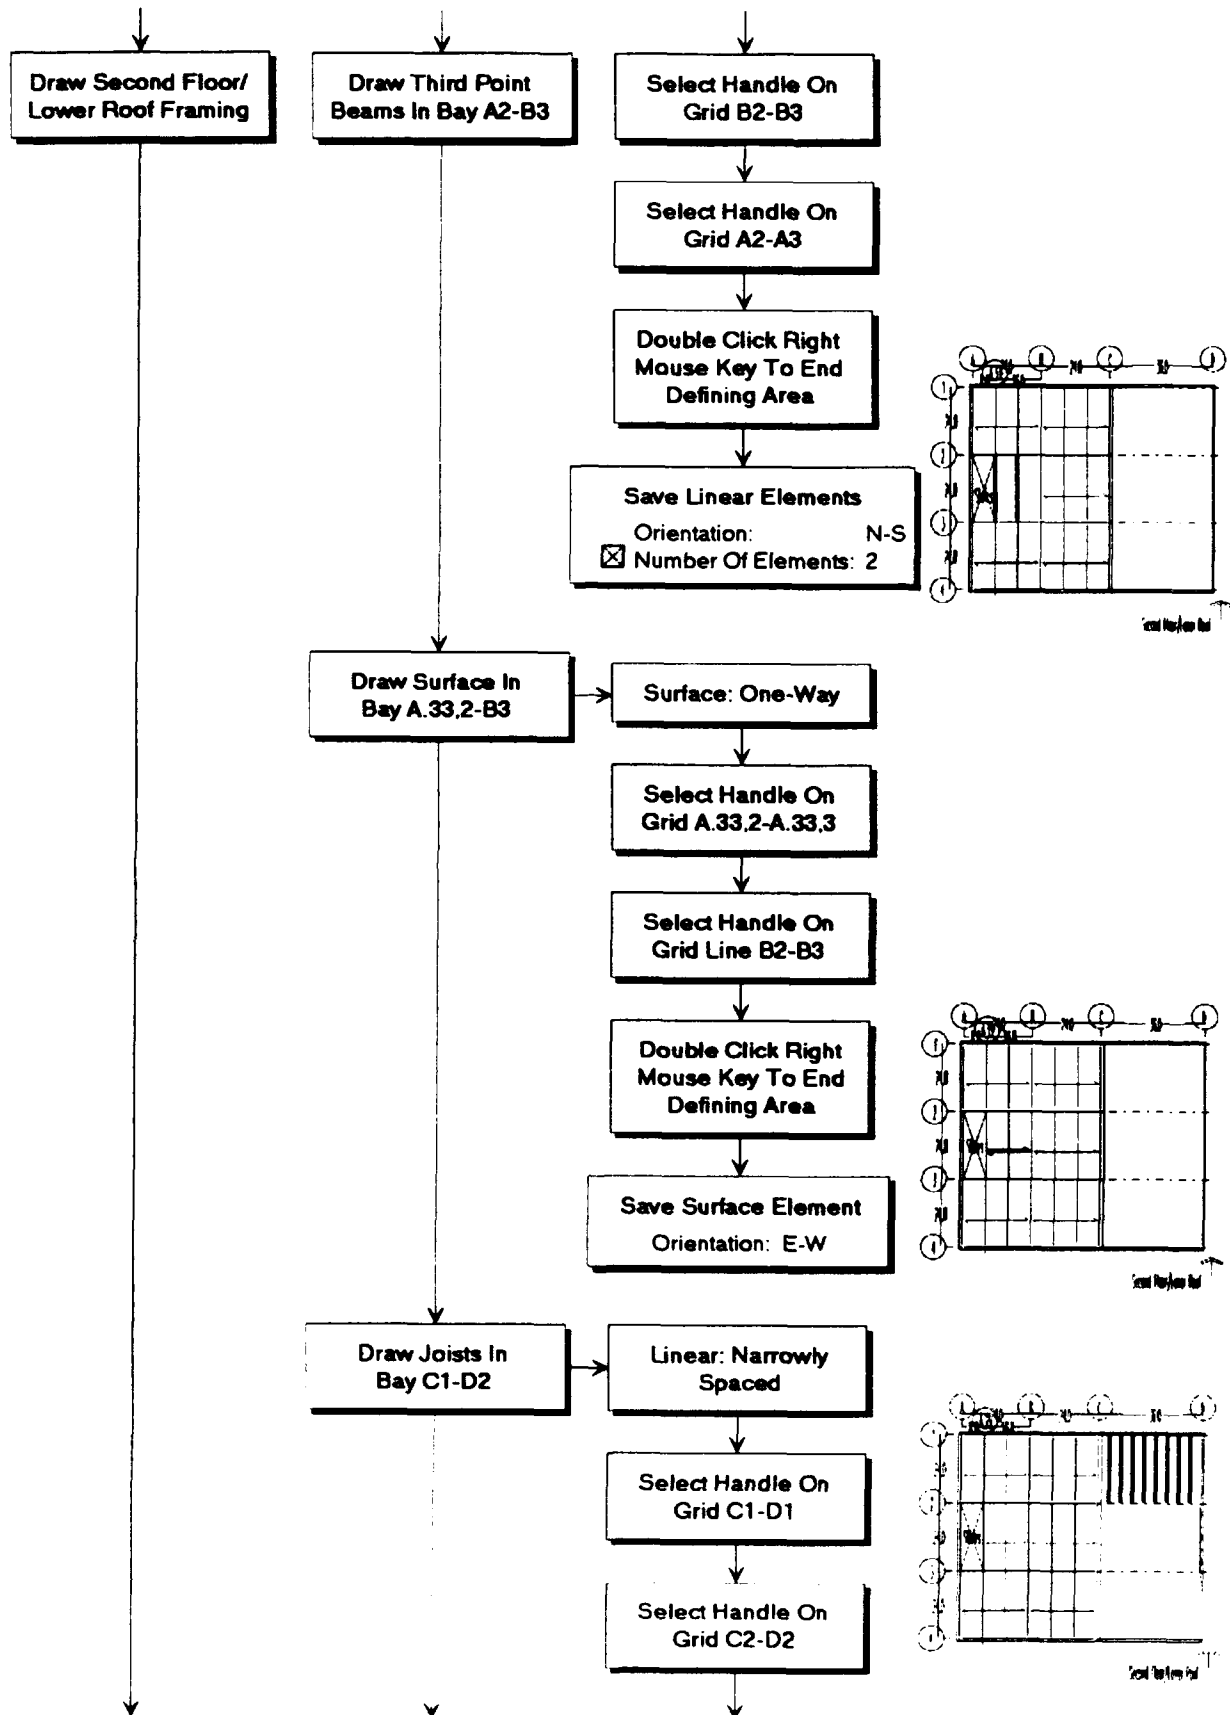 Draw Second Floor/
Lower Roof Framing
Draw Third Point
Beams In Bay A2-B3
Select Handle On
Grid B2-B3
Select Handle On
Grid A2-A3
Double Click Right
Mouse Key To End
Defining Area
Save Linear Elements
Orientation: N-S
Number Of Elements: 2
Draw Surface In
Bay A.33,2-B3
Surface: One-Way
Select Handle On
Grid A.33,2-A.33,3
Select Handle On
Grid Line B2-B3
Double Click Right
Mouse Key To End
Defining Area
Save Surface Element
Orientation: E-W
Draw Joists In
Bay C1-D2
Linear: Narrowly
Spaced
Select Handle On
Grid C1-D1
Select Handle On
Grid C2-D2